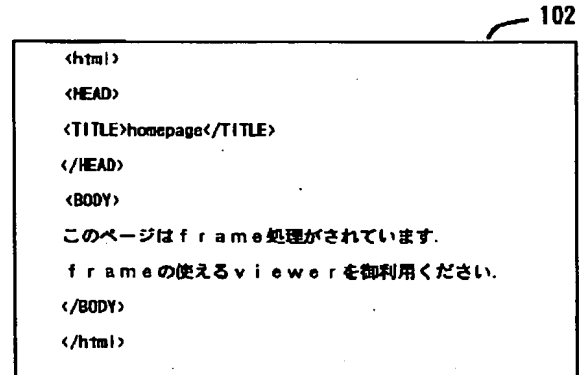 102
<html>
<HEAD>
<TITLE>homepage</TITLE>
</HEAD>
<BODY>
このページはｆｒａｍｅ処理がされています.
ｆｒａｍｅの使えるｖｉｅｗｅｒを御利用ください.
</BODY>
</html>